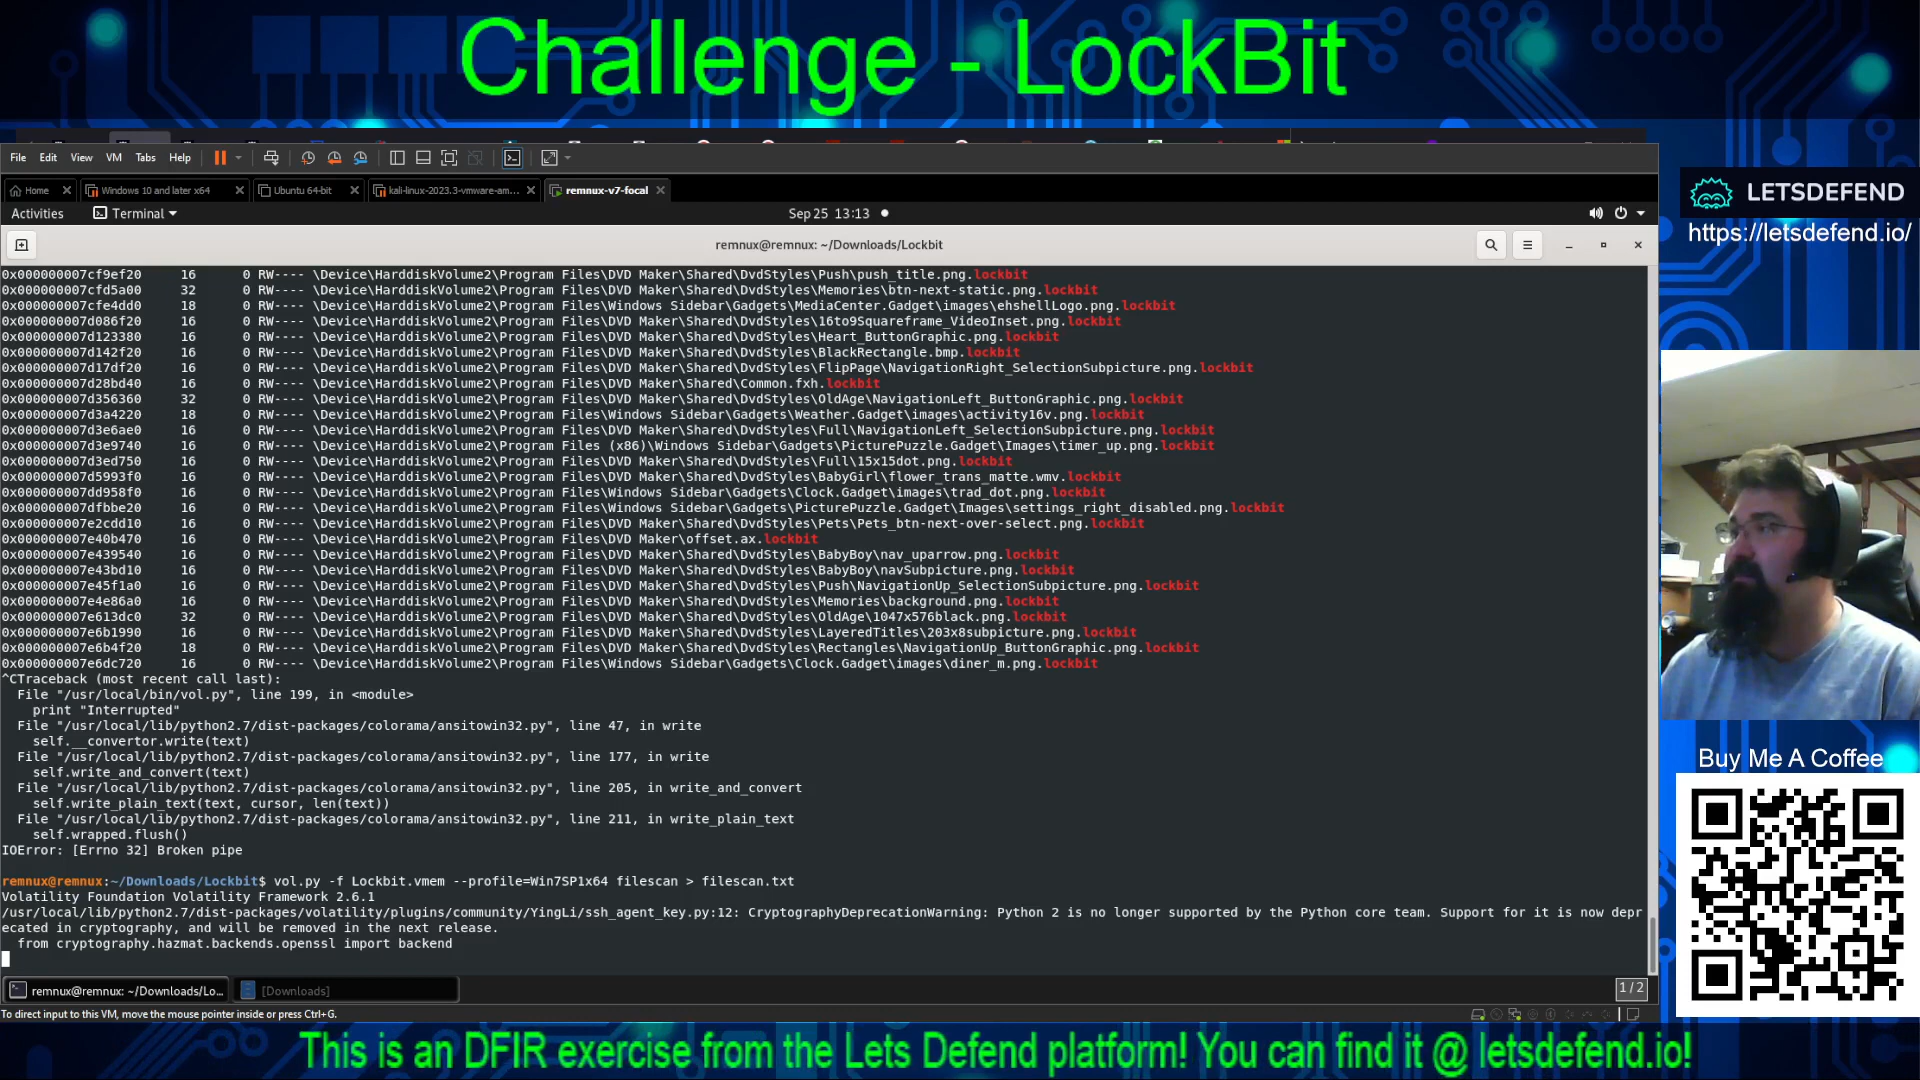 Challenge - LockBit
File Edit View VM Tabs Help
Home Windows 10 and later x64 Ubuntu 64-bit kali-linux-2023.3-vmware-am... remnux-v7-focal
Activities Terminal Sep 25 13:13
remnux@remnux: ~/Downloads/Lockbit
0x000000007cf9ef20 16 0 RW---- \Device\HarddiskVolume2\Program Files\DVD Maker\Shared\DvdStyles\Push\push_title.png.lockbit
0x000000007cfd5a00 32 0 RW---- \Device\HarddiskVolume2\Program Files\DVD Maker\Shared\DvdStyles\Memories\btn-next-static.png.lockbit
0x000000007cfe4dd0 18 0 RW---- \Device\HarddiskVolume2\Program Files\Windows Sidebar\Gadgets\MediaCenter.Gadget\images\ehshellLogo.png.lockbit
0x000000007d086f20 16 0 RW---- \Device\HarddiskVolume2\Program Files\DVD Maker\Shared\DvdStyles\16to9Squareframe_VideoInset.png.lockbit
0x000000007d123380 16 0 RW---- \Device\HarddiskVolume2\Program Files\DVD Maker\Shared\DvdStyles\Heart_ButtonGraphic.png.lockbit
0x000000007d142f20 16 0 RW---- \Device\HarddiskVolume2\Program Files\DVD Maker\Shared\DvdStyles\BlackRectangle.bmp.lockbit
0x000000007d17df20 16 0 RW---- \Device\HarddiskVolume2\Program Files\DVD Maker\Shared\DvdStyles\FlipPage\NavigationRight_SelectionSubpicture.png.lockbit
0x000000007d28bd40 16 0 RW---- \Device\HarddiskVolume2\Program Files\DVD Maker\Shared\Common.fxh.lockbit
0x000000007d356360 32 0 RW---- \Device\HarddiskVolume2\Program Files\DVD Maker\Shared\DvdStyles\OldAge\NavigationLeft_ButtonGraphic.png.lockbit
0x000000007d3a4220 18 0 RW---- \Device\HarddiskVolume2\Program Files\Windows Sidebar\Gadgets\Weather.Gadget\images\activity16v.png.lockbit
0x000000007d3e6ae0 16 0 RW---- \Device\HarddiskVolume2\Program Files\DVD Maker\Shared\DvdStyles\Full\NavigationLeft_SelectionSubpicture.png.lockbit
0x000000007d3e9740 16 0 RW---- \Device\HarddiskVolume2\Program Files (x86)\Windows Sidebar\Gadgets\PicturePuzzle.Gadget\Images\timer_up.png.lockbit
0x000000007d3ed750 16 0 RW---- \Device\HarddiskVolume2\Program Files\DVD Maker\Shared\DvdStyles\Full\15x15dot.png.lockbit
0x000000007d5993f0 16 0 RW---- \Device\HarddiskVolume2\Program Files\DVD Maker\Shared\DvdStyles\BabyGirl\flower_trans_matte.wmv.lockbit
0x000000007dd958f0 16 0 RW---- \Device\HarddiskVolume2\Program Files\Windows Sidebar\Gadgets\Clock.Gadget\images\trad_dot.png.lockbit
0x000000007dfbbe20 16 0 RW---- \Device\HarddiskVolume2\Program Files\Windows Sidebar\Gadgets\PicturePuzzle.Gadget\Images\settings_right_disabled.png.lockbit
0x000000007e2cdd10 16 0 RW---- \Device\HarddiskVolume2\Program Files\DVD Maker\Shared\DvdStyles\Pets\Pets_btn-next-over-select.png.lockbit
0x000000007e40b470 16 0 RW---- \Device\HarddiskVolume2\Program Files\DVD Maker\offset.ax.lockbit
0x000000007e439540 16 0 RW---- \Device\HarddiskVolume2\Program Files\DVD Maker\Shared\DvdStyles\BabyBoy\nav_uparrow.png.lockbit
0x000000007e43bd10 16 0 RW---- \Device\HarddiskVolume2\Program Files\DVD Maker\Shared\DvdStyles\BabyBoy\navSubpicture.png.lockbit
0x000000007e45f1a0 16 0 RW---- \Device\HarddiskVolume2\Program Files\DVD Maker\Shared\DvdStyles\Push\NavigationUp_SelectionSubpicture.png.lockbit
0x000000007e4e86a0 16 0 RW---- \Device\HarddiskVolume2\Program Files\DVD Maker\Shared\DvdStyles\Memories\background.png.lockbit
0x000000007e613dc0 32 0 RW---- \Device\HarddiskVolume2\Program Files\DVD Maker\Shared\DvdStyles\OldAge\1047x576black.png.lockbit
0x000000007e6b1990 16 0 RW---- \Device\HarddiskVolume2\Program Files\DVD Maker\Shared\DvdStyles\LayeredTitles\203x8subpicture.png.lockbit
0x000000007e6b4f20 18 0 RW---- \Device\HarddiskVolume2\Program Files\DVD Maker\Shared\DvdStyles\Rectangles\NavigationUp_ButtonGraphic.png.lockbit
0x000000007e6dc720 16 0 RW---- \Device\HarddiskVolume2\Program Files\Windows Sidebar\Gadgets\Clock.Gadget\images\diner_m.png.lockbit
^CTraceback (most recent call last):
File "/usr/local/bin/vol.py", line 199, in <module>
print "Interrupted"
File "/usr/local/lib/python2.7/dist-packages/colorama/ansitowin32.py", line 47, in write
self.__convertor.write(text)
File "/usr/local/lib/python2.7/dist-packages/colorama/ansitowin32.py", line 177, in write
self.write_and_convert(text)
File "/usr/local/lib/python2.7/dist-packages/colorama/ansitowin32.py", line 205, in write_and_convert
self.write_plain_text(text, cursor, len(text))
File "/usr/local/lib/python2.7/dist-packages/colorama/ansitowin32.py", line 211, in write_plain_text
self.wrapped.flush()
IOError: [Errno 32] Broken pipe
remnux@remnux:~/Downloads/Lockbit$ vol.py -f Lockbit.vmem --profile=Win7SP1x64 filescan > filescan.txt
Volatility Foundation Volatility Framework 2.6.1
/usr/local/lib/python2.7/dist-packages/volatility/plugins/community/YingLi/ssh_agent_key.py:12: CryptographyDeprecationWarning: Python 2 is no longer supported by the Python core team. Support for it is now depr
ecated in cryptography, and will be removed in the next release.
from cryptography.hazmat.backends.openssl import backend
remnux@remnux: ~/Downloads/Lo... [Downloads] 1 / 2
To direct input to this VM, move the mouse pointer inside or press Ctrl+G.
LETSDEFEND
https://letsdefend.io/
Buy Me A Coffee
This is an DFIR exercise from the Lets Defend platform! You can find it @ letsdefend.io!